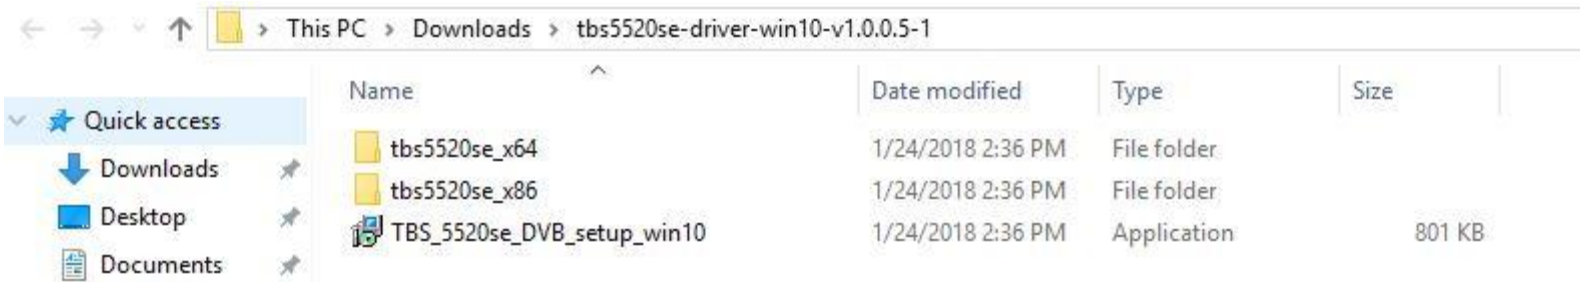 This PC > Downloads > tbs5520se-driver-win10-v1.0.0.5-1
Name Date modified Type Size
Quick access
tbs5520se_x64 1/24/2018 2:36 PM File folder
Downloads
tbs5520se_x86 1/24/2018 2:36 PM File folder
Desktop
TBS_5520se_DVB_setup_win10 1/24/2018 2:36 PM Application 801 KB
Documents